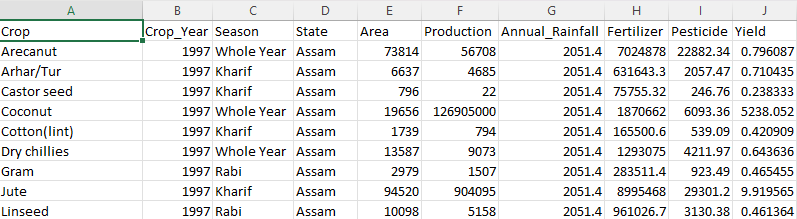 A B C D E F G H I J
Crop Crop_Year Season State Area Production Annual_Rainfall Fertilizer Pesticide Yield
Arecanut 1997 Whole Year Assam 73814 56708 2051.4 7024878 22882.34 0.796087
Arhar/Tur 1997 Kharif Assam 6637 4685 2051.4 631643.3 2057.47 0.710435
Castor seed 1997 Kharif Assam 796 22 2051.4 75755.32 246.76 0.238333
Coconut 1997 Whole Year Assam 19656 126905000 2051.4 1870662 6093.36 5238.052
Cotton(lint) 1997 Kharif Assam 1739 794 2051.4 165500.6 539.09 0.420909
Dry chillies 1997 Whole Year Assam 13587 9073 2051.4 1293075 4211.97 0.643636
Gram 1997 Rabi Assam 2979 1507 2051.4 283511.4 923.49 0.465455
Jute 1997 Kharif Assam 94520 904095 2051.4 8995468 29301.2 9.919565
Linseed 1997 Rabi Assam 10098 5158 2051.4 961026.7 3130.38 0.461364